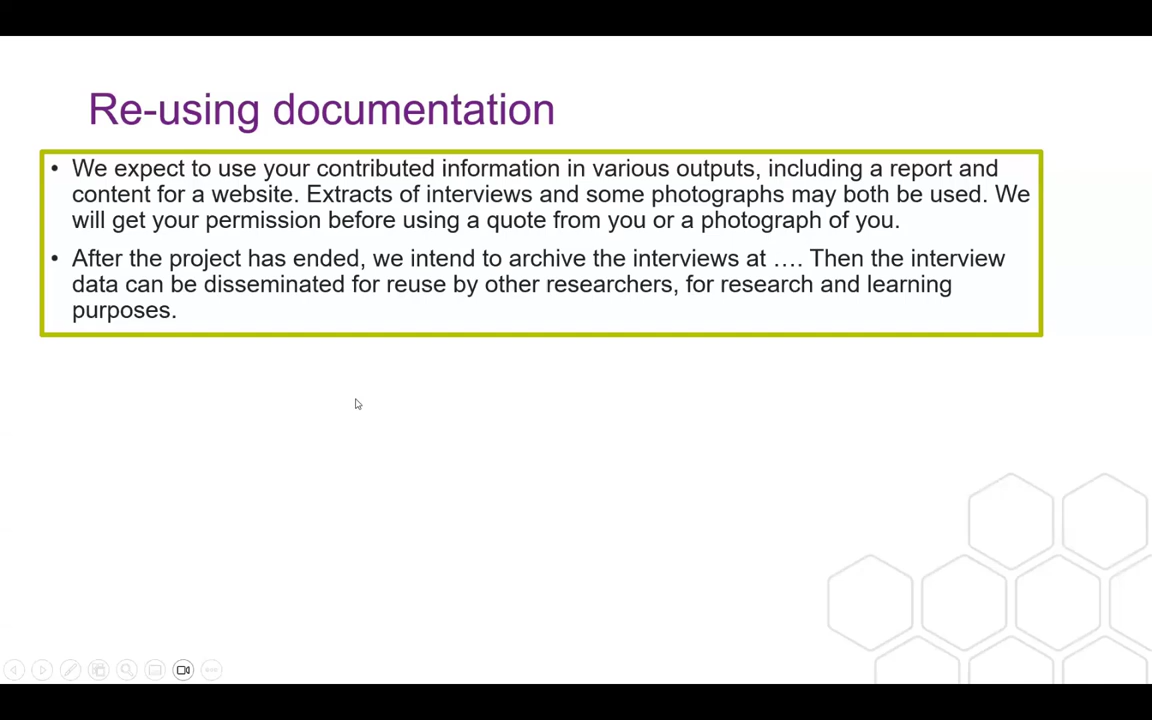 Re-using documentation
• We expect to use your contributed information in various outputs, including a report and
content for a website. Extracts of interviews and some photographs may both be used. We
will get your permission before using a quote from you or a photograph of you.
• After the project has ended, we intend to archive the interviews at …. Then the interview
data can be disseminated for reuse by other researchers, for research and learning
purposes.